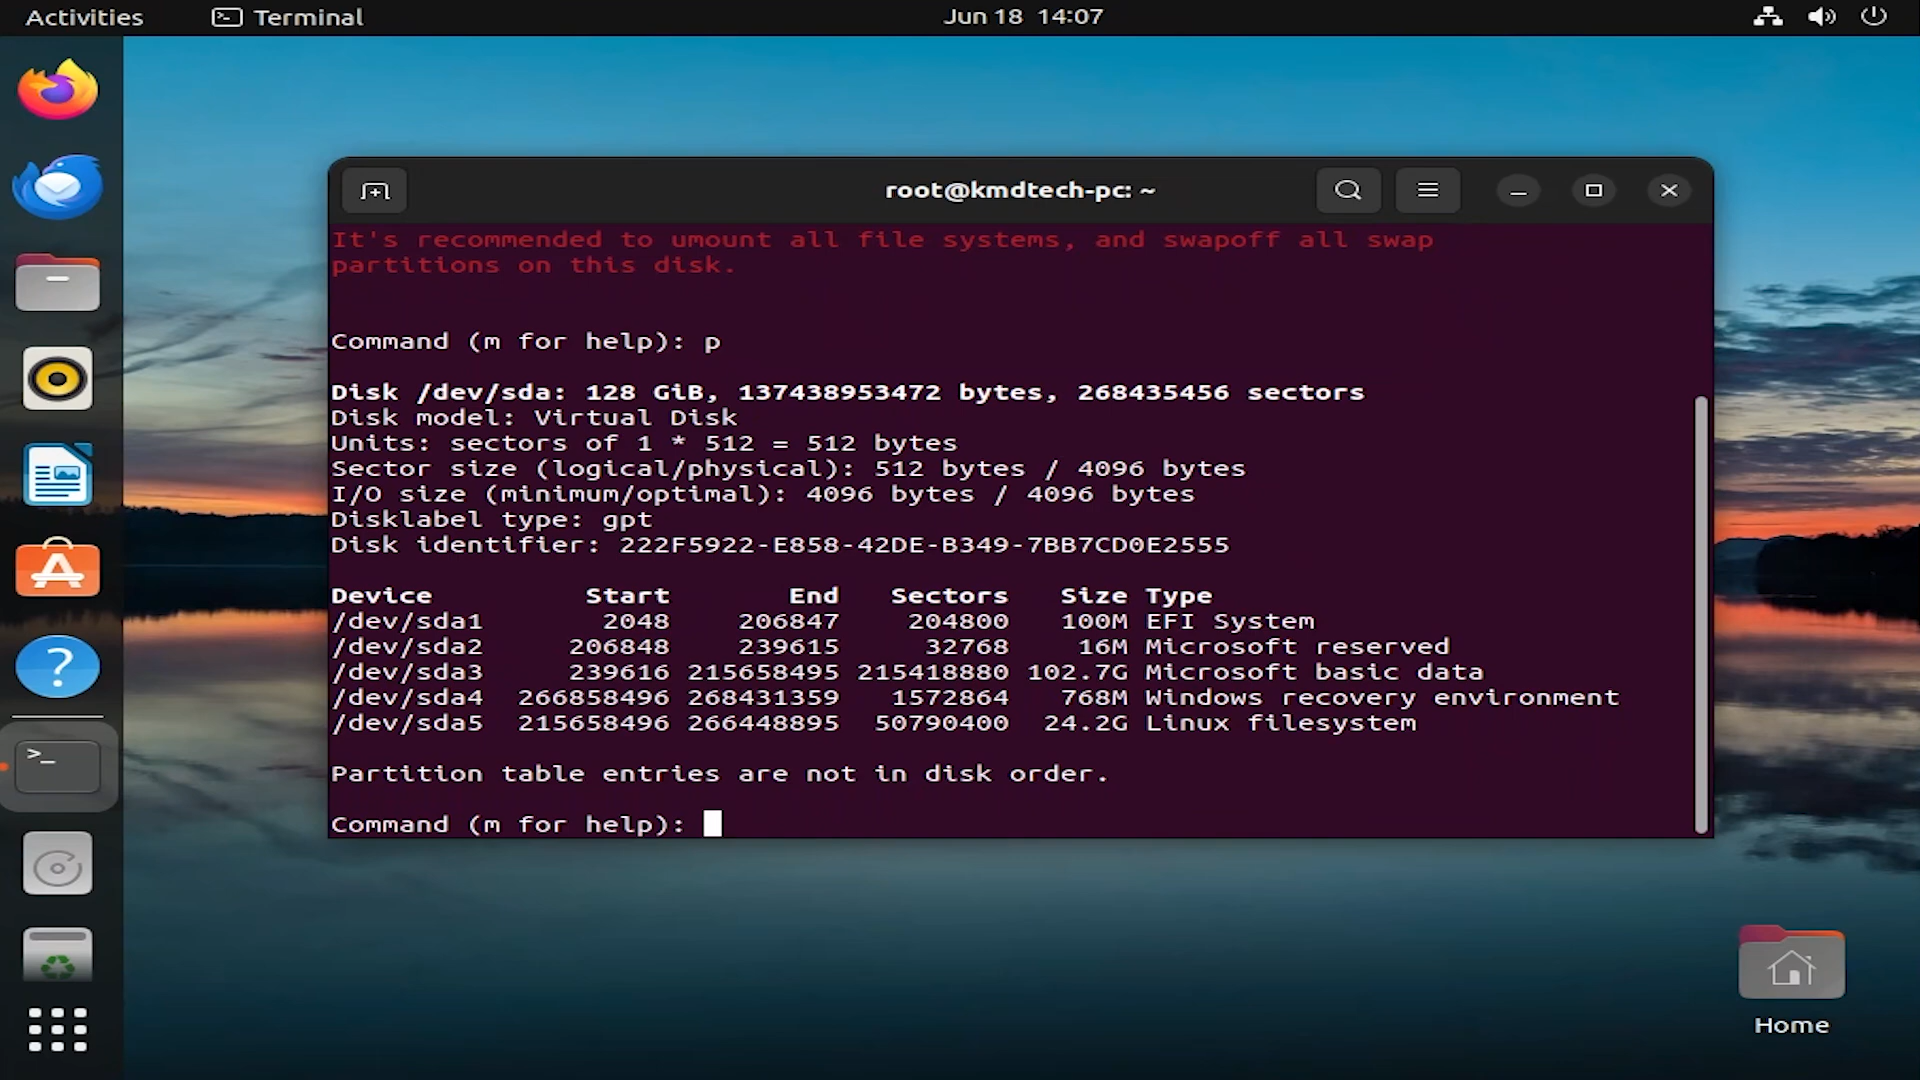 Activities Terminal Jun 18 14:07
root@kmdtech-pc: ~
It's recommended to umount all file systems, and swapoff all swap
partitions on this disk.
Command (m for help): p
Disk /dev/sda: 128 GiB, 137438953472 bytes, 268435456 sectors
Disk model: Virtual Disk
Units: sectors of 1 * 512 = 512 bytes
Sector size (logical/physical): 512 bytes / 4096 bytes
I/O size (minimum/optimal): 4096 bytes / 4096 bytes
Disklabel type: gpt
Disk identifier: 222F5922-E858-42DE-B349-7BB7CD0E2555
Device Start End Sectors Size Type
/dev/sda1 2048 206847 204800 100M EFI System
/dev/sda2 206848 239615 32768 16M Microsoft reserved
/dev/sda3 239616 215658495 215418880 102.7G Microsoft basic data
/dev/sda4 266858496 268431359 1572864 768M Windows recovery environment
/dev/sda5 215658496 266448895 50790400 24.2G Linux filesystem
Partition table entries are not in disk order.
Command (m for help):
Home